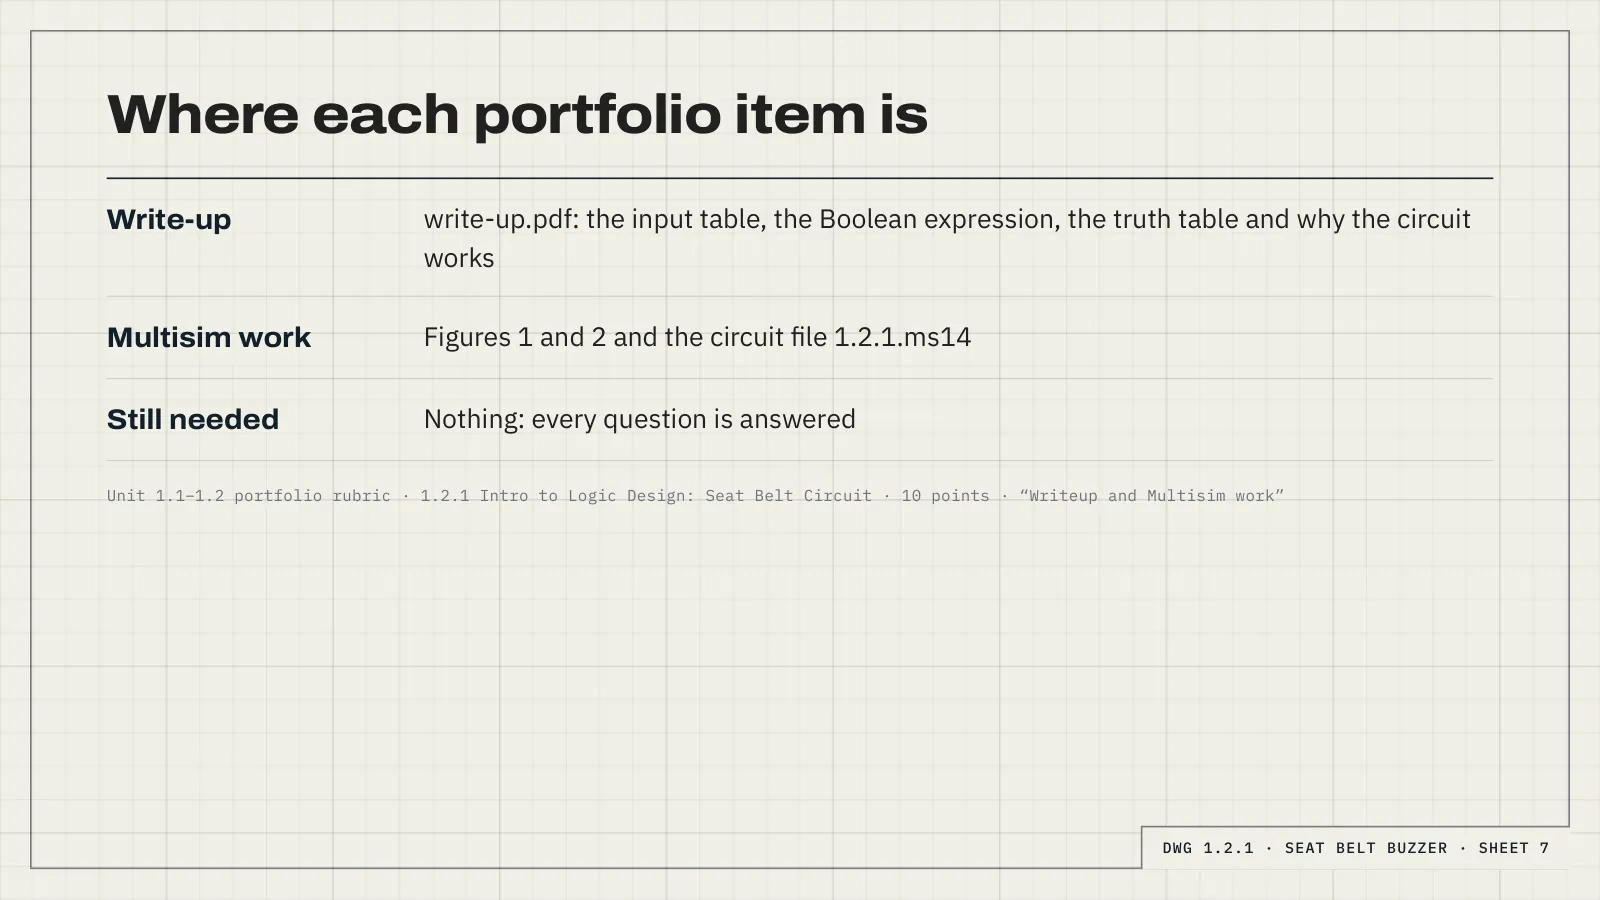 Where each portfolio item is
Write-up
write-up.pdf: the input table, the Boolean expression, the truth table and why the circuit
works
Multisim work
Figures 1 and 2 and the circuit file 1.2.1.ms14
Still needed
Nothing: every question is answered
Unit 1.1–1.2 portfolio rubric · 1.2.1 Intro to Logic Design: Seat Belt Circuit · 10 points · “Writeup and Multisim work”
DWG 1.2.1 · SEAT BELT BUZZER · SHEET 7